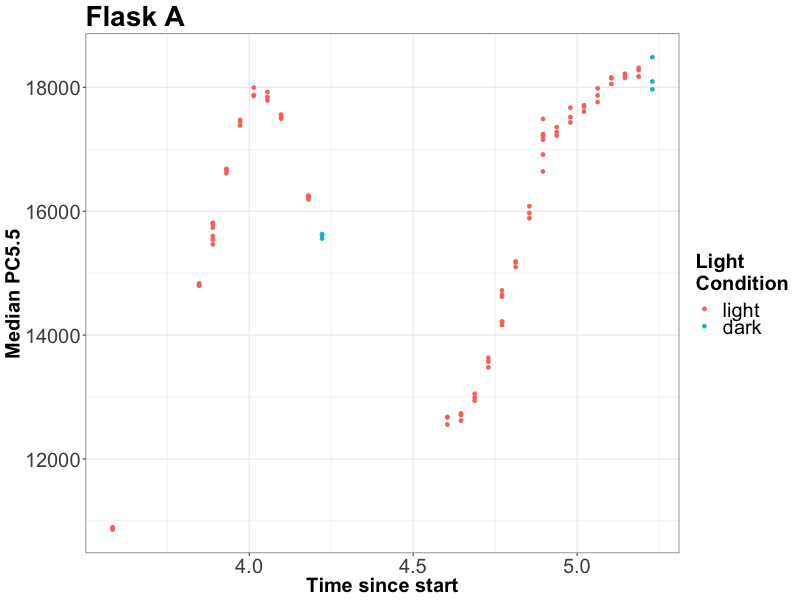 Flask A
Median PC5.5
18000
16000
14000
12000
4.0
4.5
5.0
Time since start
Light
Condition
light
dark